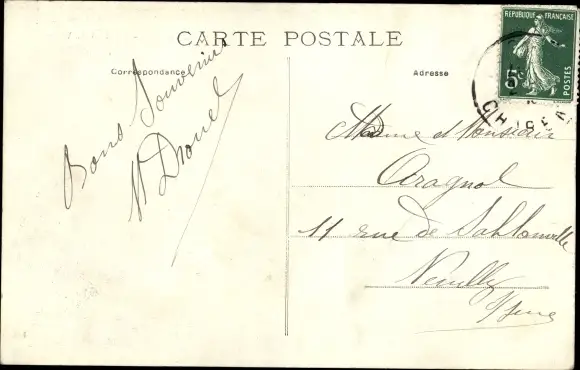 CARTE POSTALE
Correspondance
Adresse
REPUBLIQUE FRANÇAISE
5c
POSTES
Bons Souvenirs
Madame et Monsieur
Aragnol
11 rue de Sablonville
Neuilly
s/Seine